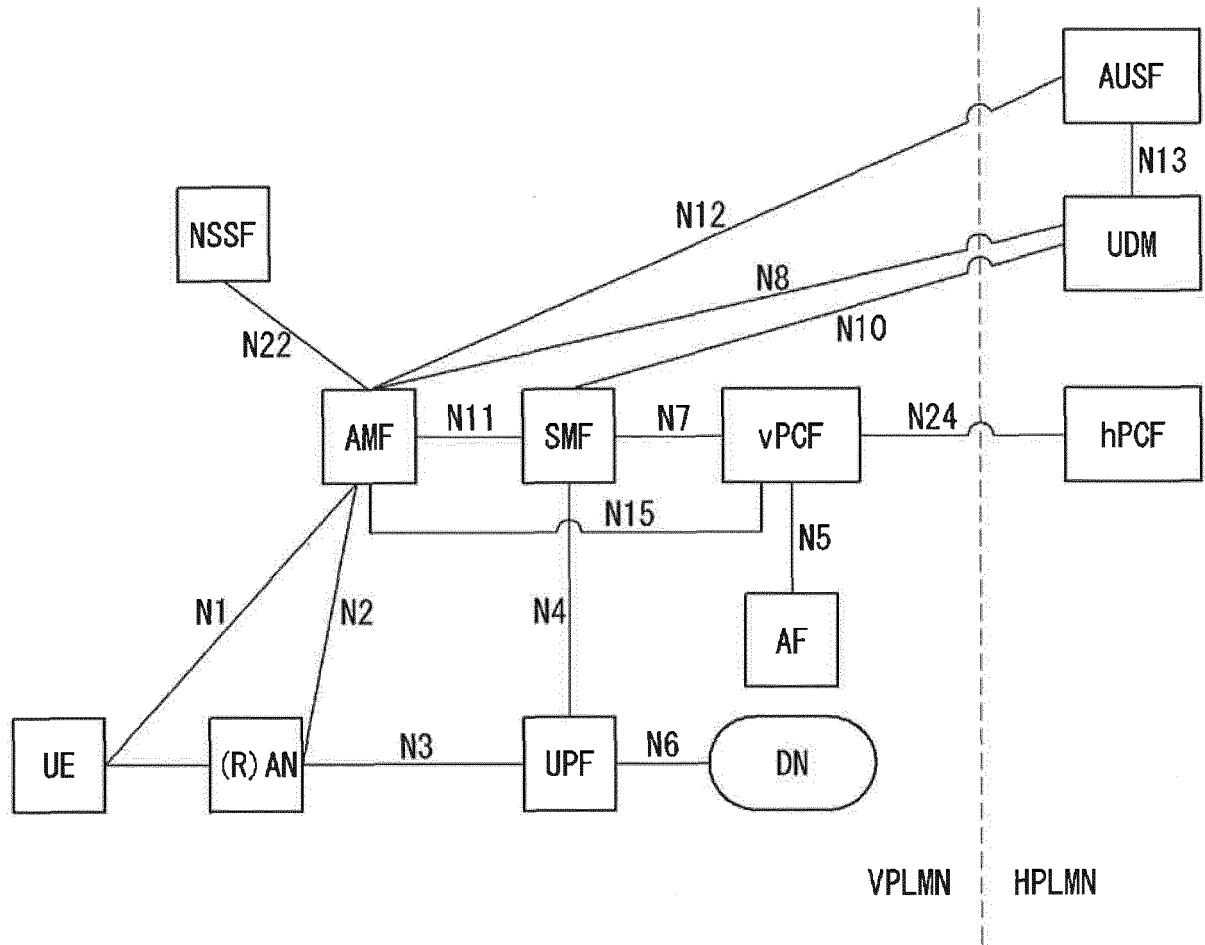 AUSF
N13
NSSF
N12
UDM
N8
N22
N10
AMF
N11
SMF
N7
vPCF
N24
hPCF
N15
N5
N1
N2
N4
AF
UE
(R)AN
N3
UPF
N6
DN
VPLMN
HPLMN